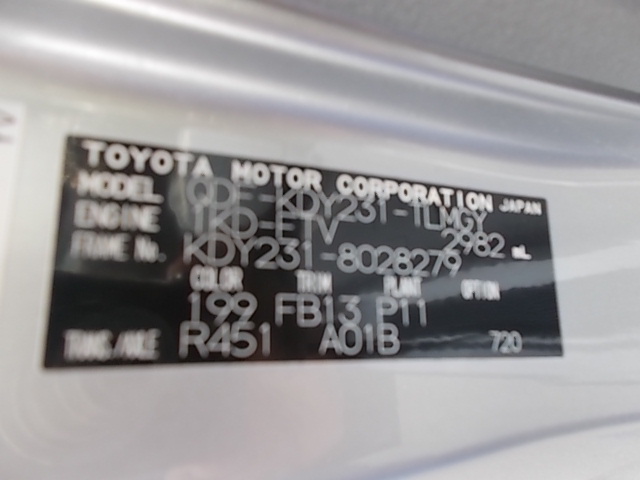 TOYOTA MOTOR CORPORATION JAPAN
MODEL QDF-KDY231-TLMGY
ENGINE 1KD-FTV 2982 mL
FRAME No. KDY231-8028279
COLOR TRIM PLANT OPTION
199 FB13 P11
TRANS/AXLE R451 A01B 720